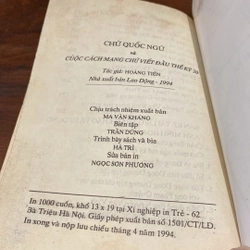 CHỮ QUỐC NGỮ
và
CUỘC CÁCH MẠNG CHỮ VIẾT ĐẦU THẾ KỶ 20
Tác giả: HOÀNG TIẾN
Nhà xuất bản Lao Động - 1994
Chịu trách nhiệm xuất bản
MA VĂN KHÁNG
Biên tập
TRẦN DŨNG
Trình bày sách và bìa
HÀ TRÌ
Sửa bản in
NGỌC SƠN PHƯƠNG
In 1000 cuốn, khổ 13 x 19 tại Xí nghiệp in Trẻ - 62
Bà Triệu Hà Nội. Giấy phép xuất bản số 1501/CT/LĐ.
In xong và nộp lưu chiểu tháng 4 năm 1994.